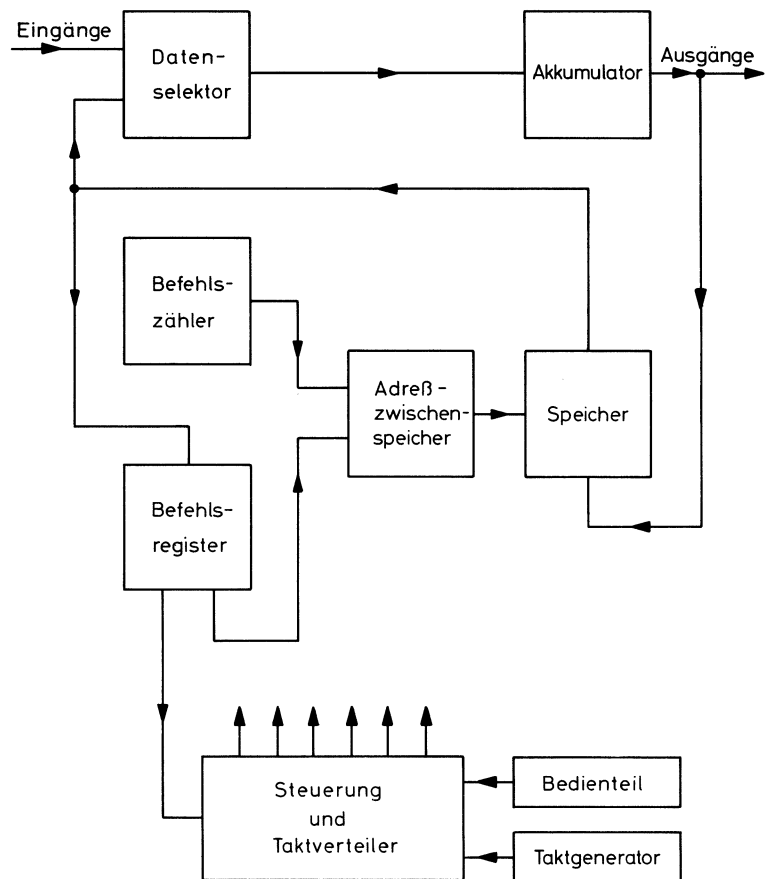 Eingänge
Daten-
selektor
Akkumulator
Ausgänge
Befehls-
zähler
Adreß-
zwischen-
speicher
Speicher
Befehls-
register
Steuerung
und
Taktverteiler
Bedienteil
Taktgenerator